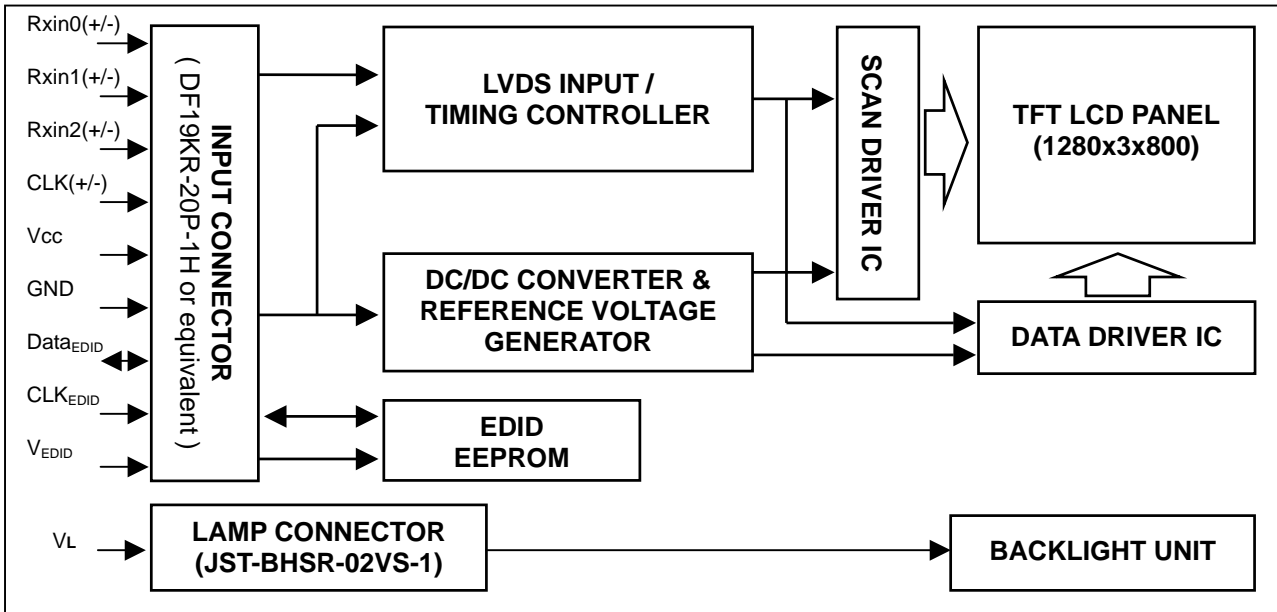 Rxin0(+/-)
Rxin1(+/-)
Rxin2(+/-)
CLK(+/-)
Vcc
GND
DataEDID
CLKEDID
VEDID
VL
INPUT CONNECTOR
( DF19KR-20P-1H or equivalent )
LVDS INPUT /
TIMING CONTROLLER
DC/DC CONVERTER &
REFERENCE VOLTAGE
GENERATOR
EDID
EEPROM
SCAN DRIVER IC
TFT LCD PANEL
(1280x3x800)
DATA DRIVER IC
LAMP CONNECTOR
(JST-BHSR-02VS-1)
BACKLIGHT UNIT